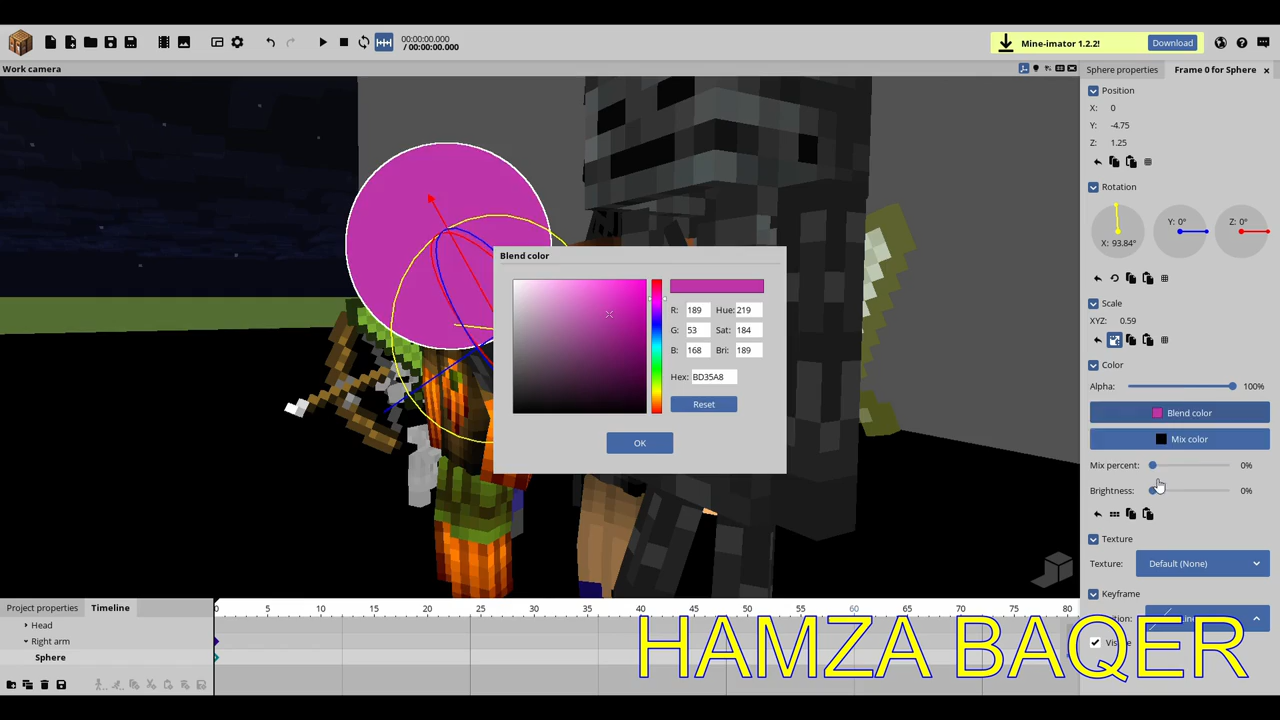 00:00:00.000
/ 00:00:00.000
Mine-imator 1.2.2!
Download
Work camera
Sphere properties
Frame 0 for Sphere
Position
X: 0
Y: -4.75
Z: 1.25
Rotation
X: 93.84°
Y: 0°
Z: 0°
Scale
XYZ: 0.59
Color
Alpha: 100%
Blend color
Mix color
Mix percent: 0%
Brightness: 0%
Texture
Texture: Default (None)
Keyframe
Blend color
R: 189 Hue: 219
G: 53 Sat: 184
B: 168 Bri: 189
Hex: BD35A8
Reset
OK
Project properties
Timeline
0 5 10 15 20 25 30 35 40 45 50 55 60 65 70 75 80
Head
Right arm
Sphere
HAMZA BAQER